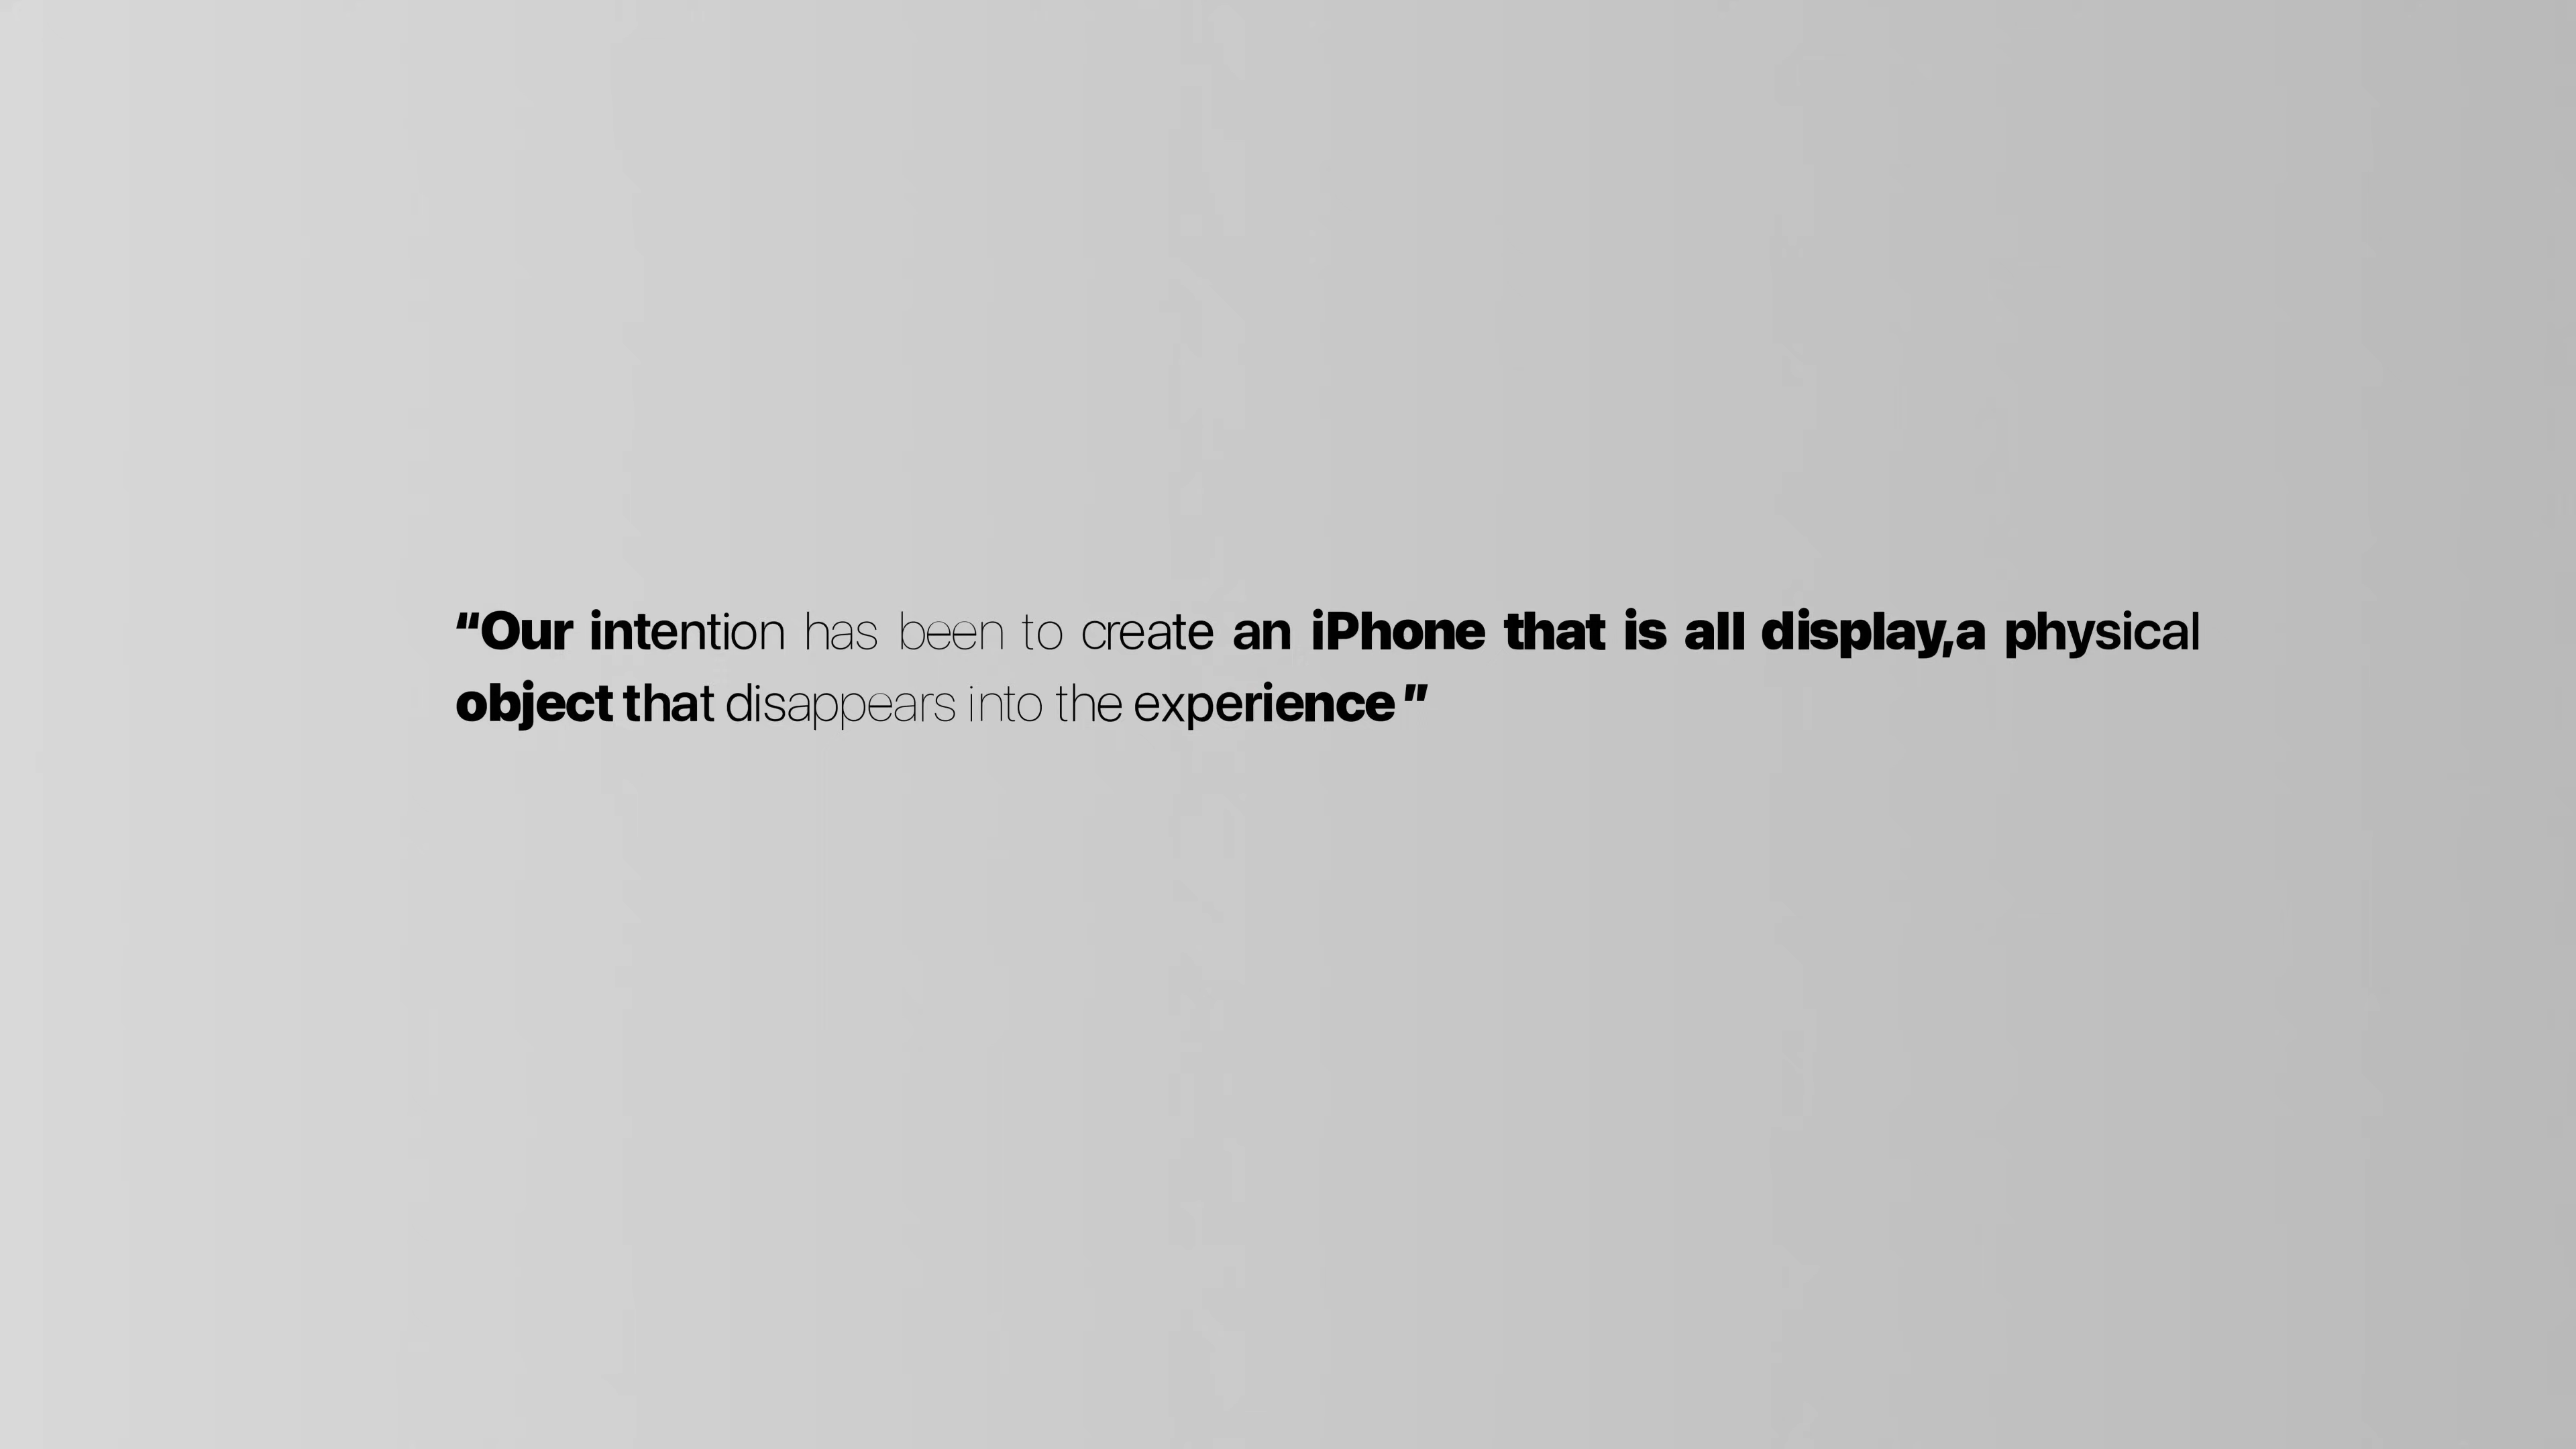 “Our intention has been to create an iPhone that is all display,a physical
object that disappears into the experience”